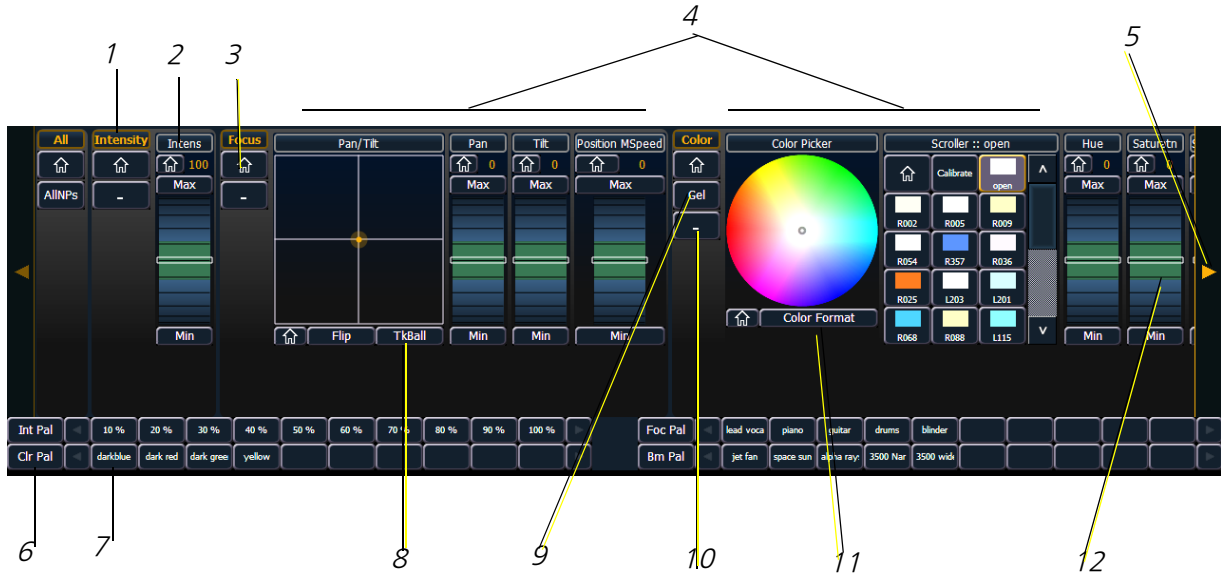 4
1 2 3 5
All Intensity Incens Focus Pan/Tilt Pan Tilt Position MSpeed Color Color Picker Scroller :: open Hue Saturetn
100 0 0 0 Calibrate open 0
AllNPs - Max - Max Max Max Gel Max Max
R002 R005 R009
-
R054 R357 R036
R025 L203 L201
Min Flip TkBall Min Min Min Color Format R068 R088 L115 Min Min
Int Pal 10 % 20 % 30 % 40 % 50 % 60 % 70 % 80 % 90 % 100 % Foc Pal lead voca piano guitar drums blinder
Clr Pal darkblue dark red dark gree yellow Bm Pal jet fan space sun alpha ray: 3500 Nar 3500 wide
6 7 8 9 10 11 12